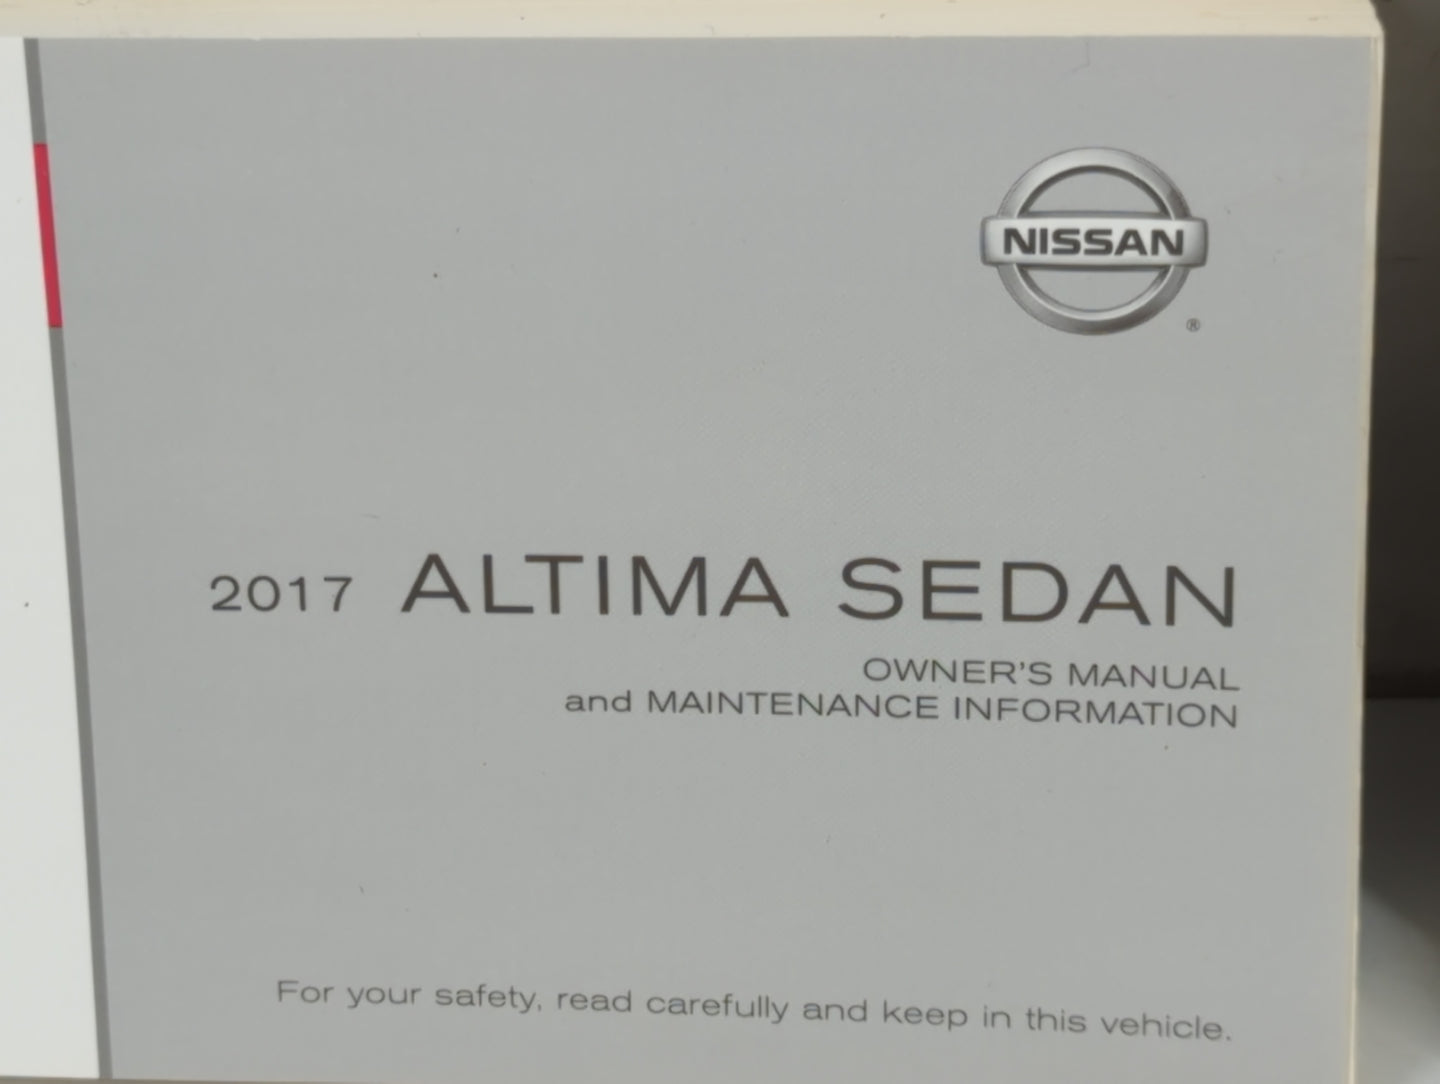 NISSAN
®
2017 ALTIMA SEDAN
OWNER'S MANUAL
and MAINTENANCE INFORMATION
For your safety, read carefully and keep in this vehicle.